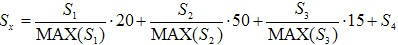 S_x = S_1/MAX(S_1) · 20 + S_2/MAX(S_2) · 50 + S_3/MAX(S_3) · 15 + S_4